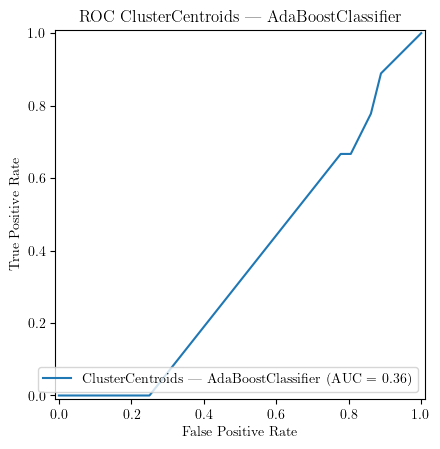 ROC ClusterCentroids — AdaBoostClassifier
True Positive Rate
1.0
0.8
0.6
0.4
0.2
0.0
ClusterCentroids — AdaBoostClassifier (AUC = 0.36)
0.0 0.2 0.4 0.6 0.8 1.0
False Positive Rate